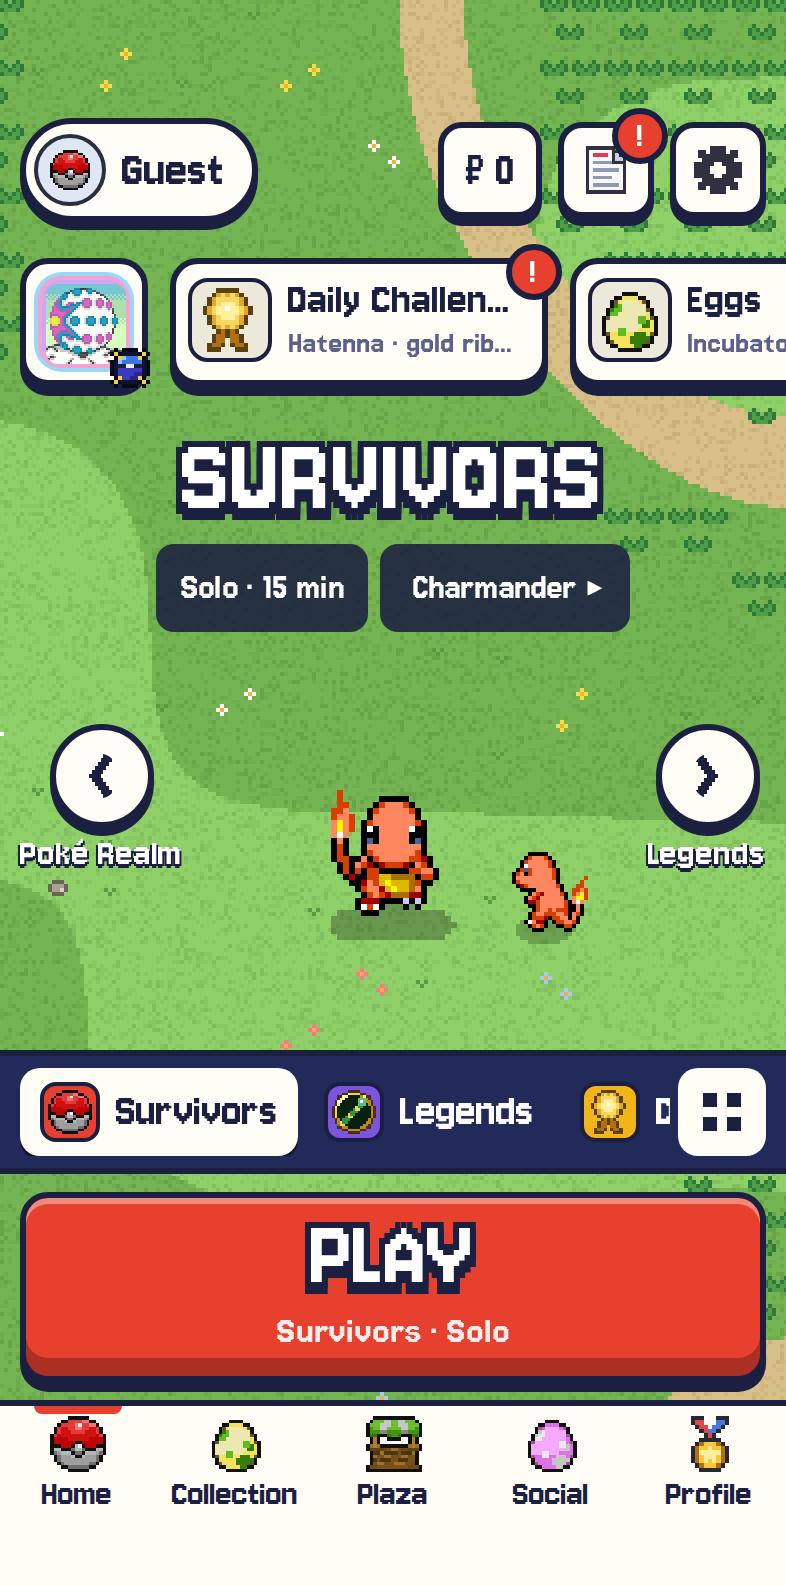 Guest
₽ 0
!
!
Daily Challen...
Hatenna · gold rib...
Eggs
Incubato
SURVIVORS
Solo · 15 min
Charmander ▸
Poké Realm
Legends
Survivors
Legends
D
PLAY
Survivors · Solo
Home
Collection
Plaza
Social
Profile